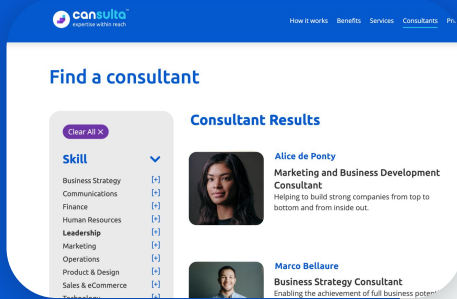 cansulta™
expertise within reach
How it works Benefits Services Consultants
Find a consultant
Clear All ×
Skill
Business Strategy [+]
Communications [+]
Finance [+]
Human Resources [+]
Leadership [+]
Marketing [+]
Operations [+]
Product & Design [+]
Sales & eCommerce [+]
Technology [+]
Consultant Results
Alice de Ponty
Marketing and Business Development
Consultant
Helping to build strong companies from top to
bottom and from inside out.
Marco Bellaure
Business Strategy Consultant
Enabling the achievement of full business